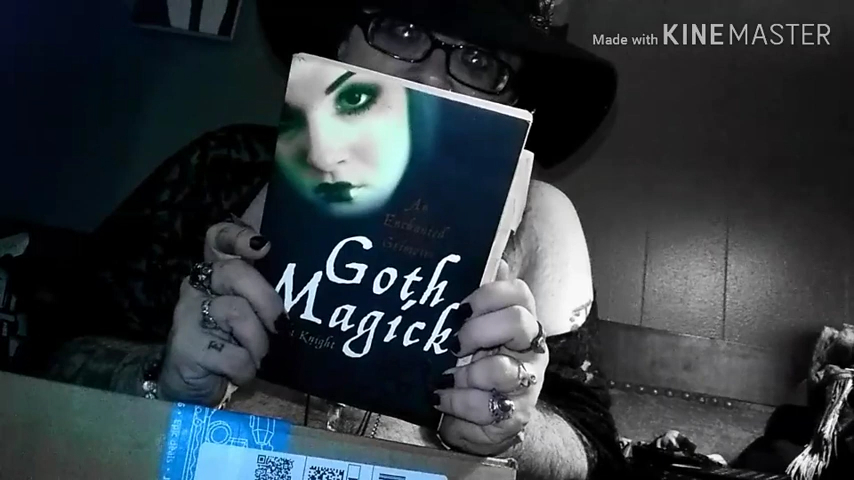 Made with KINEMASTER
An
Enchanted
Grimoire
Goth
Magick
Knight